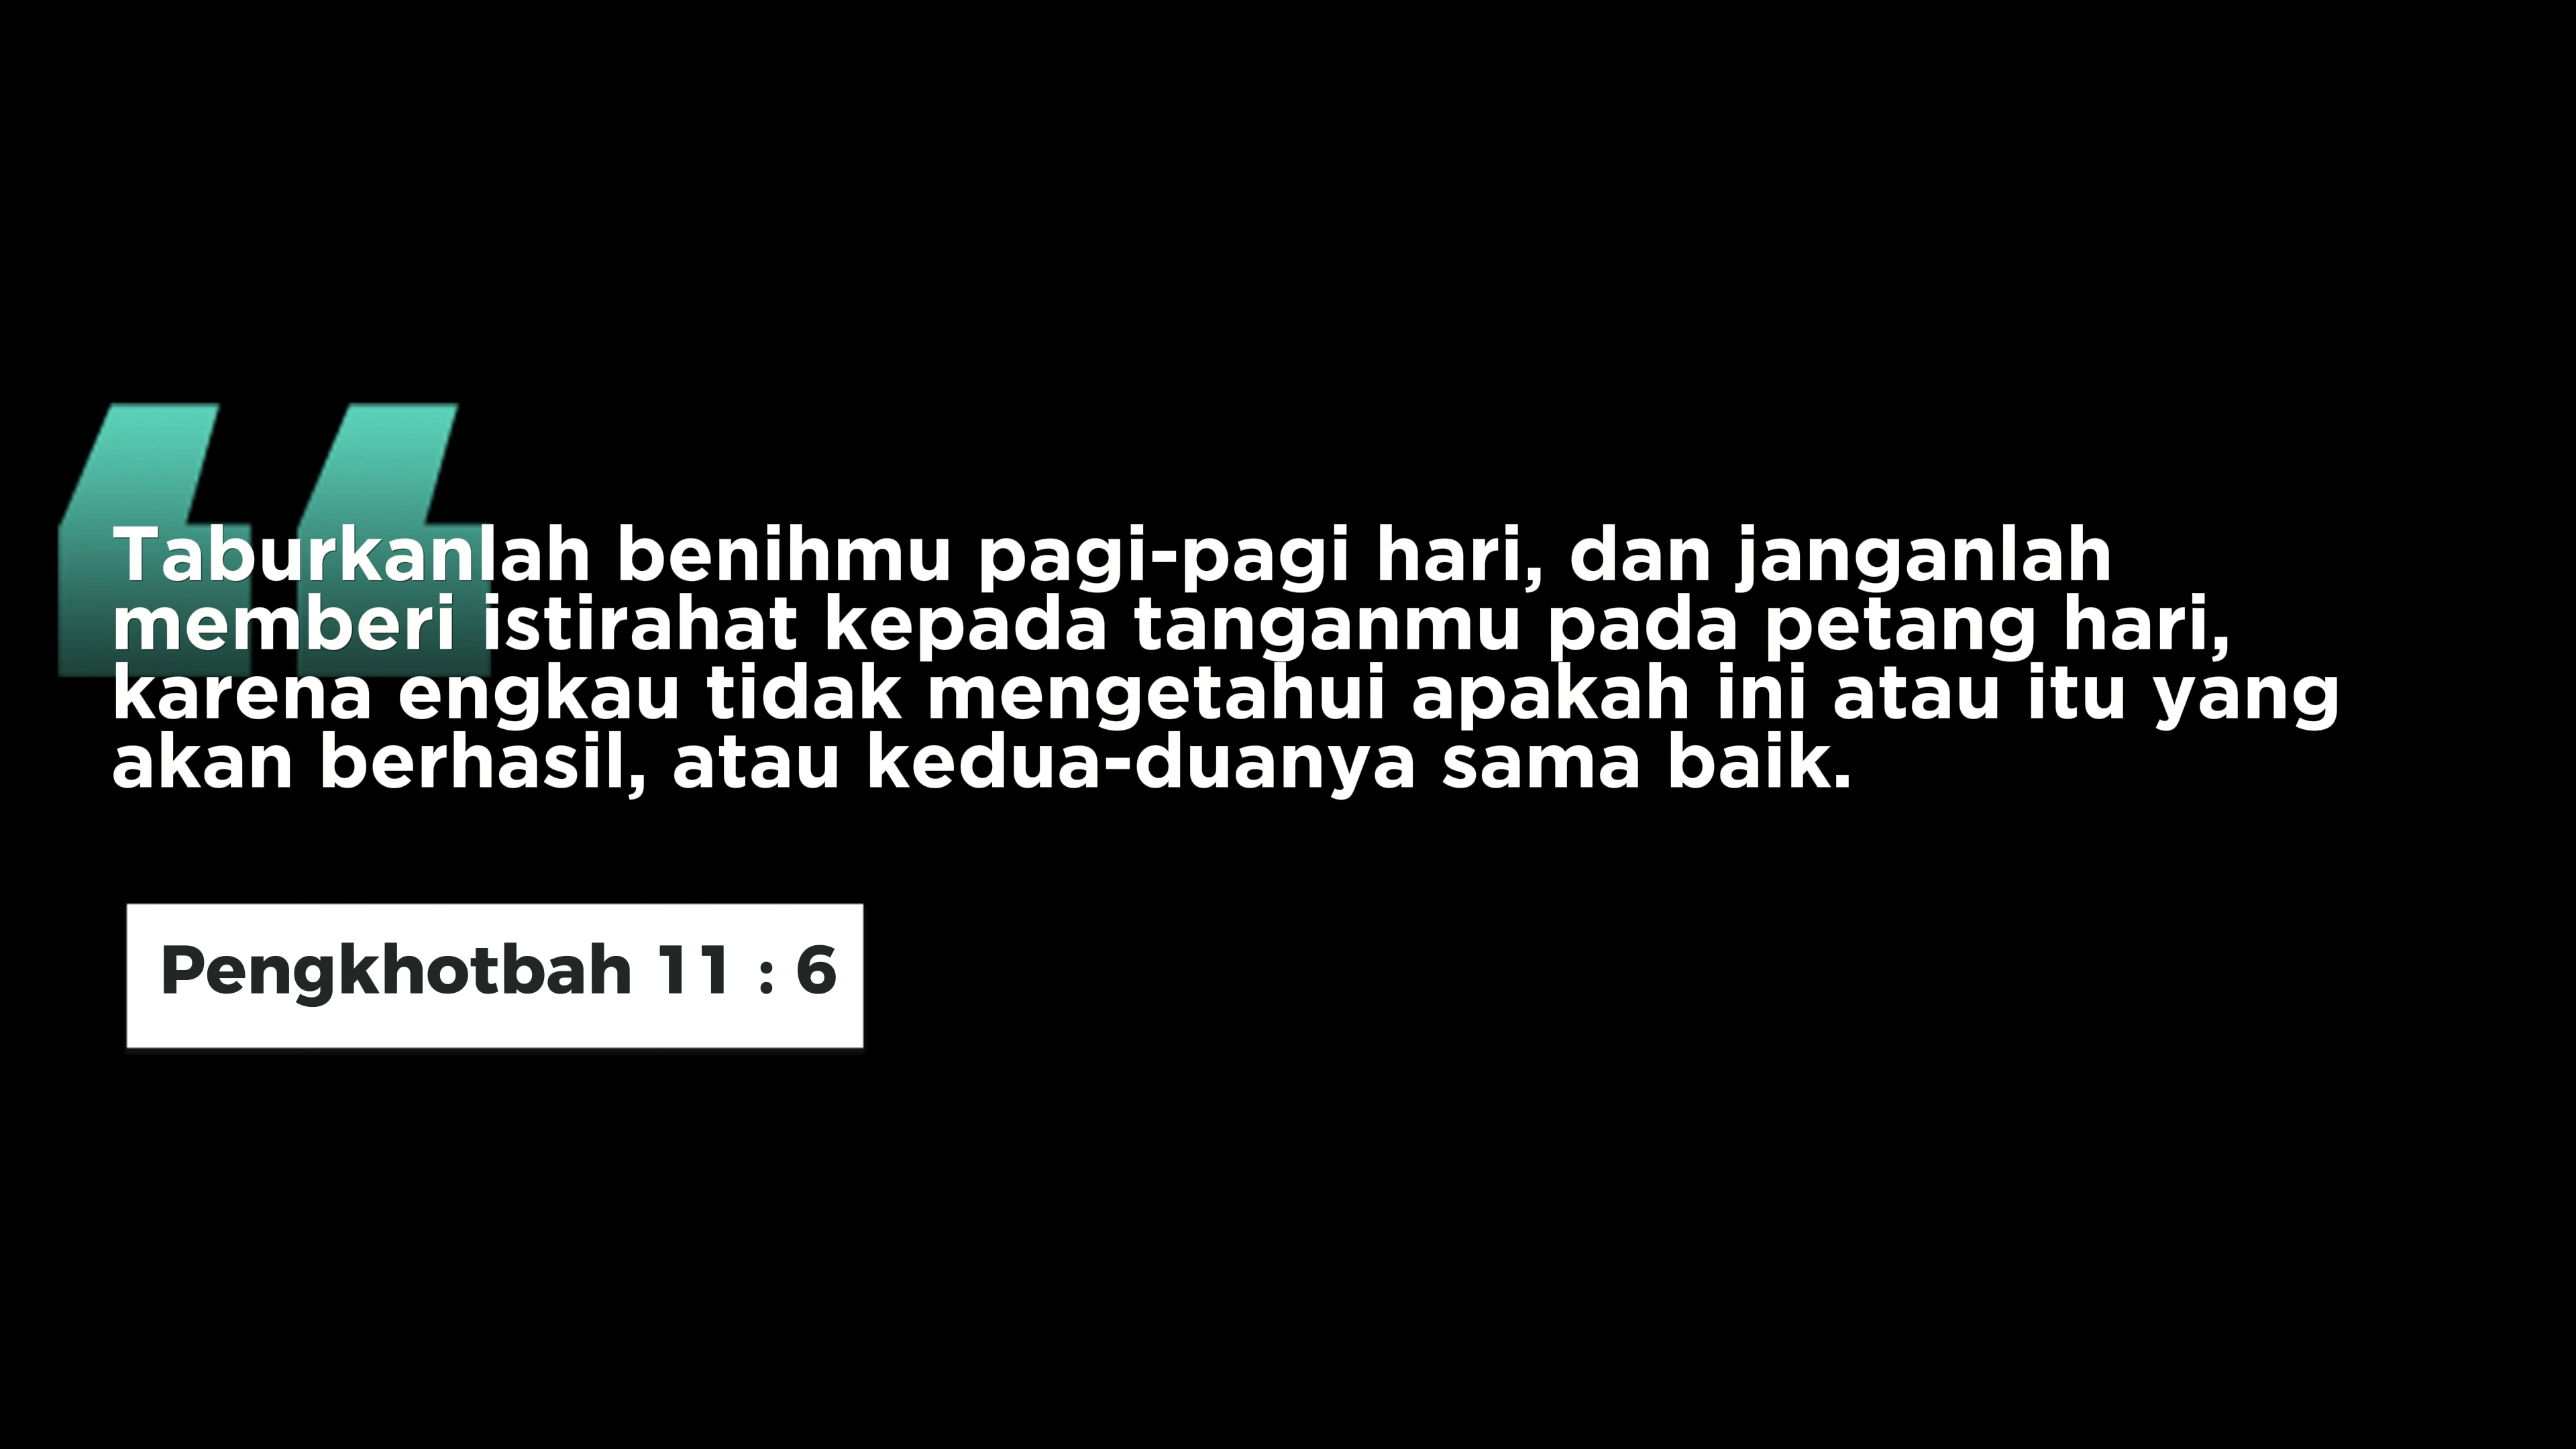 Taburkanlah benihmu pagi-pagi hari, dan janganlah
memberi istirahat kepada tanganmu pada petang hari,
karena engkau tidak mengetahui apakah ini atau itu yang
akan berhasil, atau kedua-duanya sama baik.
Pengkhotbah 11 : 6